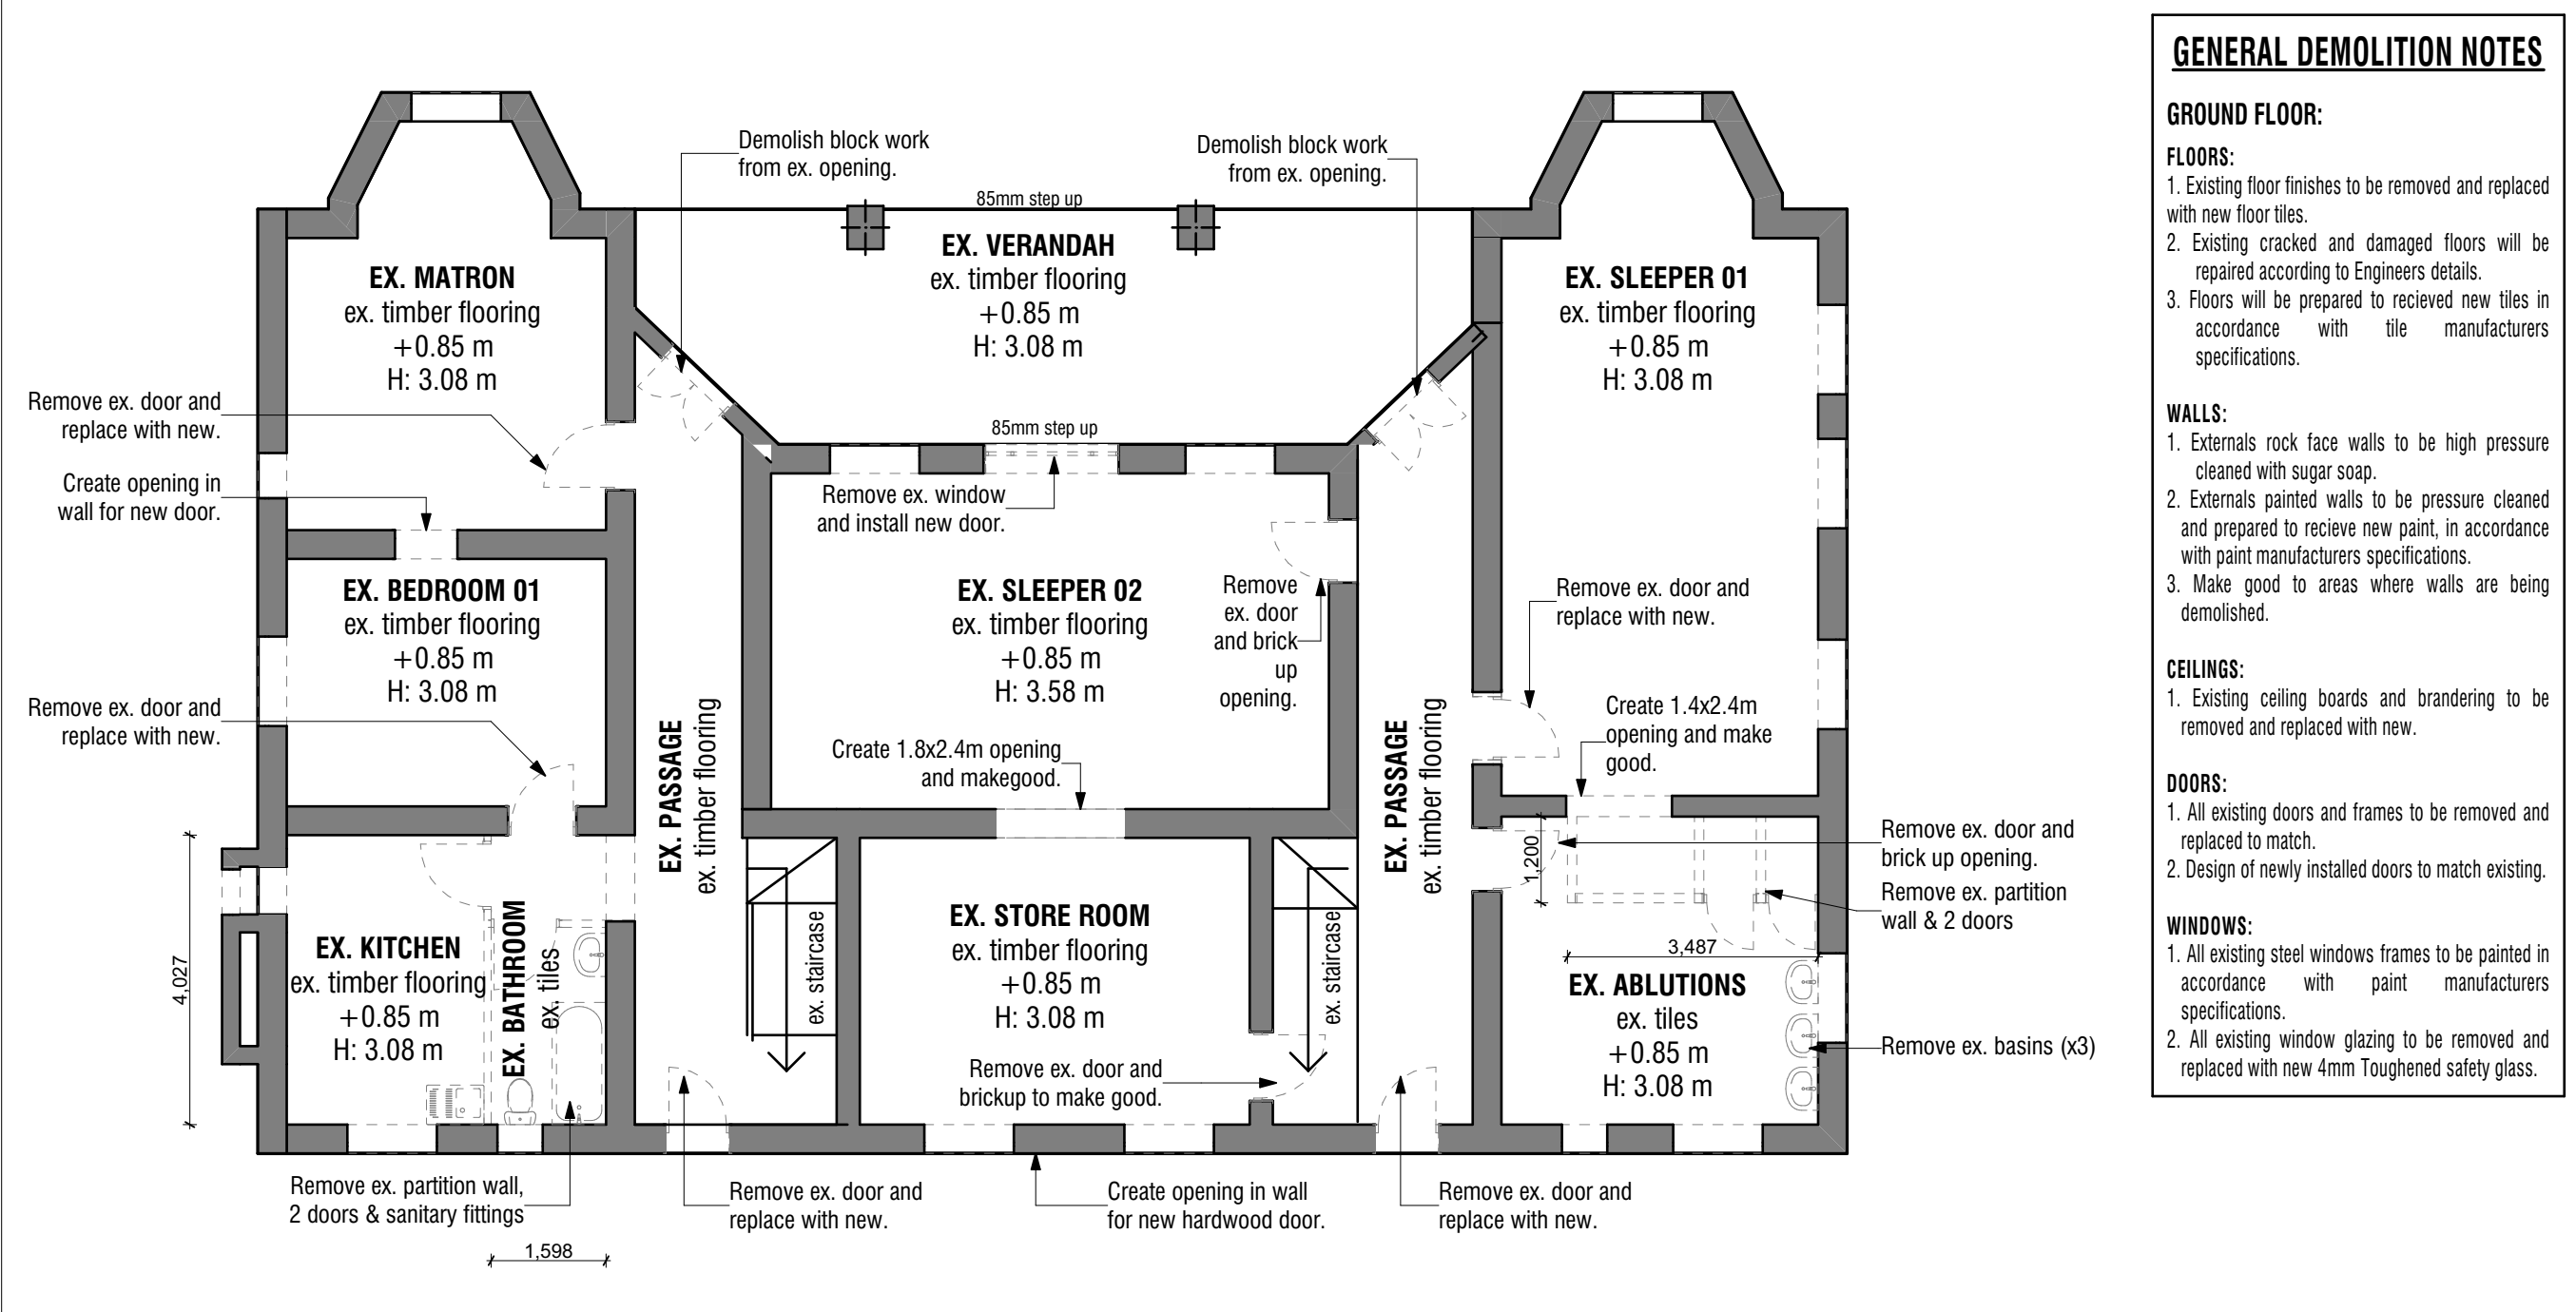 GENERAL DEMOLITION NOTES
GROUND FLOOR:
FLOORS:
1. Existing floor finishes to be removed and replaced
with new floor tiles.
2. Existing cracked and damaged floors will be
repaired according to Engineers details.
3. Floors will be prepared to recieved new tiles in
accordance with tile manufacturers
specifications.
WALLS:
1. Externals rock face walls to be high pressure
cleaned with sugar soap.
2. Externals painted walls to be pressure cleaned
and prepared to recieve new paint, in accordance
with paint manufacturers specifications.
3. Make good to areas where walls are being
demolished.
CEILINGS:
1. Existing ceiling boards and brandering to be
removed and replaced with new.
DOORS:
1. All existing doors and frames to be removed and
replaced to match.
2. Design of newly installed doors to match existing.
WINDOWS:
1. All existing steel windows frames to be painted in
accordance with paint manufacturers
specifications.
2. All existing window glazing to be removed and
replaced with new 4mm Toughened safety glass.
Demolish block work
from ex. opening.
Demolish block work
from ex. opening.
85mm step up
EX. MATRON
ex. timber flooring
+0.85 m
H: 3.08 m
EX. VERANDAH
ex. timber flooring
+0.85 m
H: 3.08 m
EX. SLEEPER 01
ex. timber flooring
+0.85 m
H: 3.08 m
Remove ex. door and
replace with new.
85mm step up
Create opening in
wall for new door.
Remove ex. window
and install new door.
EX. BEDROOM 01
ex. timber flooring
+0.85 m
H: 3.08 m
EX. SLEEPER 02
ex. timber flooring
+0.85 m
H: 3.58 m
Remove
ex. door
and brick
up
opening.
Remove ex. door and
replace with new.
Remove ex. door and
replace with new.
EX. PASSAGE
ex. timber flooring
Create 1.8x2.4m opening
and makegood.
EX. PASSAGE
ex. timber flooring
Create 1.4x2.4m
opening and make
good.
1,200
Remove ex. door and
brick up opening.
Remove ex. partition
wall & 2 doors
4,027
EX. KITCHEN
ex. timber flooring
+0.85 m
H: 3.08 m
EX. BATHROOM
ex. tiles
ex. staircase
EX. STORE ROOM
ex. timber flooring
+0.85 m
H: 3.08 m
ex. staircase
3,487
EX. ABLUTIONS
ex. tiles
+0.85 m
H: 3.08 m
Remove ex. basins (x3)
Remove ex. door and
brickup to make good.
Remove ex. partition wall,
2 doors & sanitary fittings
Remove ex. door and
replace with new.
Create opening in wall
for new hardwood door.
Remove ex. door and
replace with new.
1,598